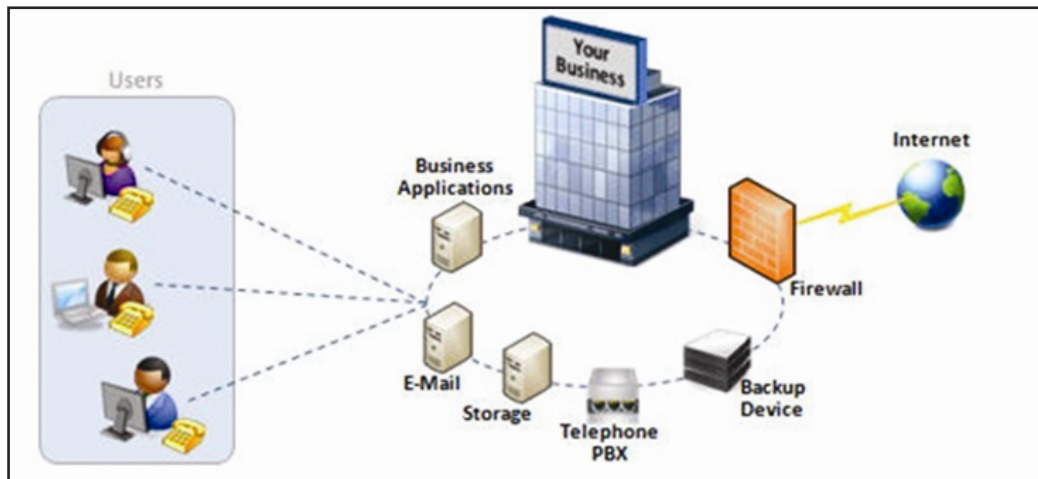 Users
Your
Business
Business
Applications
Internet
Firewall
E-Mail
Storage
Telephone
PBX
Backup
Device